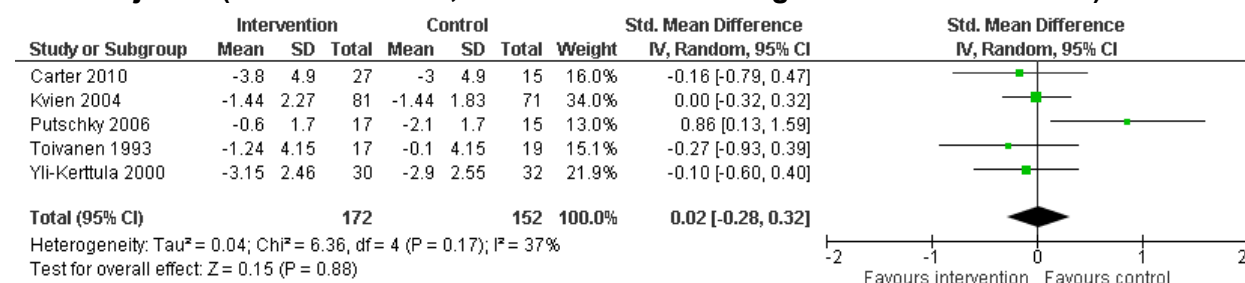 Intervention Control Std. Mean Difference Std. Mean Difference
Study or Subgroup Mean SD Total Mean SD Total Weight IV, Random, 95% CI IV, Random, 95% CI
Carter 2010 -3.8 4.9 27 -3 4.9 15 16.0% -0.16 [-0.79, 0.47]
Kvien 2004 -1.44 2.27 81 -1.44 1.83 71 34.0% 0.00 [-0.32, 0.32]
Putschky 2006 -0.6 1.7 17 -2.1 1.7 15 13.0% 0.86 [0.13, 1.59]
Toivanen 1993 -1.24 4.15 17 -0.1 4.15 19 15.1% -0.27 [-0.93, 0.39]
Yli-Kerttula 2000 -3.15 2.46 30 -2.9 2.55 32 21.9% -0.10 [-0.60, 0.40]
Total (95% CI) 172 152 100.0% 0.02 [-0.28, 0.32]
Heterogeneity: Tau² = 0.04; Chi² = 6.36, df = 4 (P = 0.17); I² = 37%
Test for overall effect: Z = 0.15 (P = 0.88)
-2 -1 0 1 2
Favours intervention Favours control